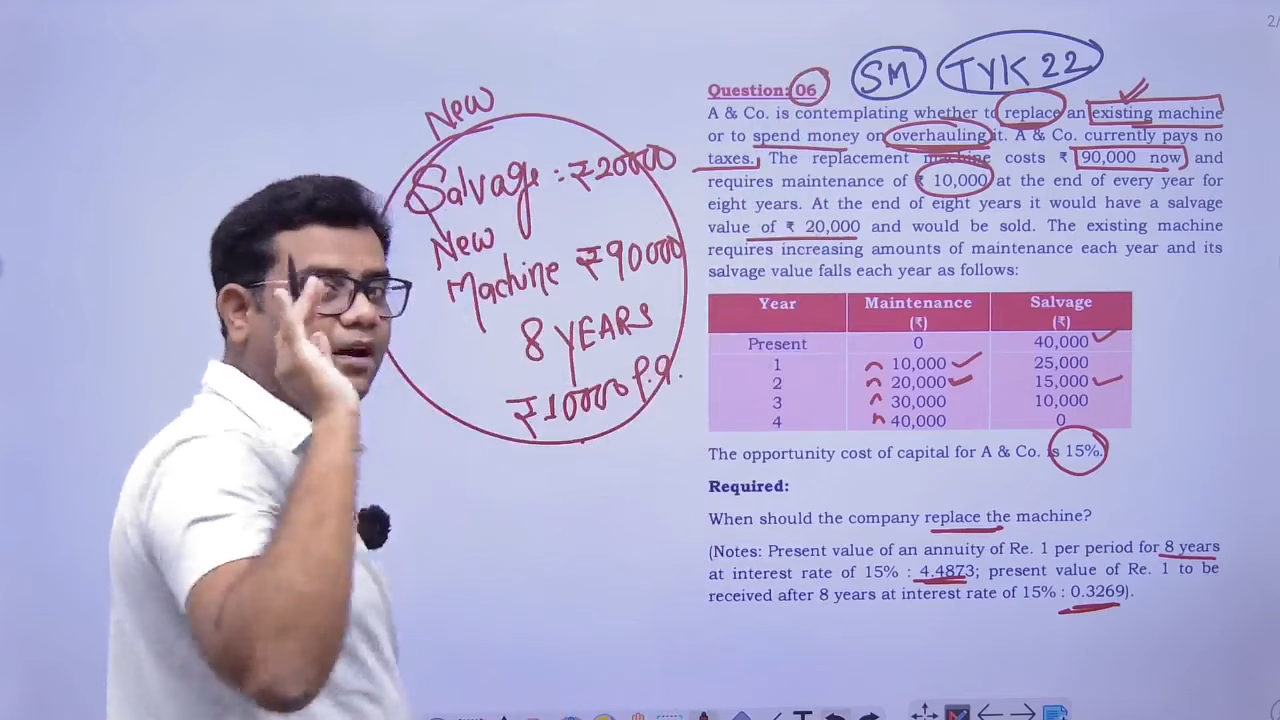 2/
SM TYK 22
Question: 06
A & Co. is contemplating whether to replace an existing machine
or to spend money on overhauling it. A & Co. currently pays no
taxes. The replacement machine costs ₹ 90,000 now and
requires maintenance of ₹ 10,000 at the end of every year for
eight years. At the end of eight years it would have a salvage
value of ₹ 20,000 and would be sold. The existing machine
requires increasing amounts of maintenance each year and its
salvage value falls each year as follows:
Year Maintenance (₹) Salvage (₹)
Present 0 40,000
1 10,000 25,000
2 20,000 15,000
3 30,000 10,000
4 40,000 0
The opportunity cost of capital for A & Co. is 15%.
Required:
When should the company replace the machine?
(Notes: Present value of an annuity of Re. 1 per period for 8 years
at interest rate of 15% : 4.4873; present value of Re. 1 to be
received after 8 years at interest rate of 15% : 0.3269).
New
Salvage : ₹20000
New
Machine ₹90000
8 YEARS
₹10000 P.a.